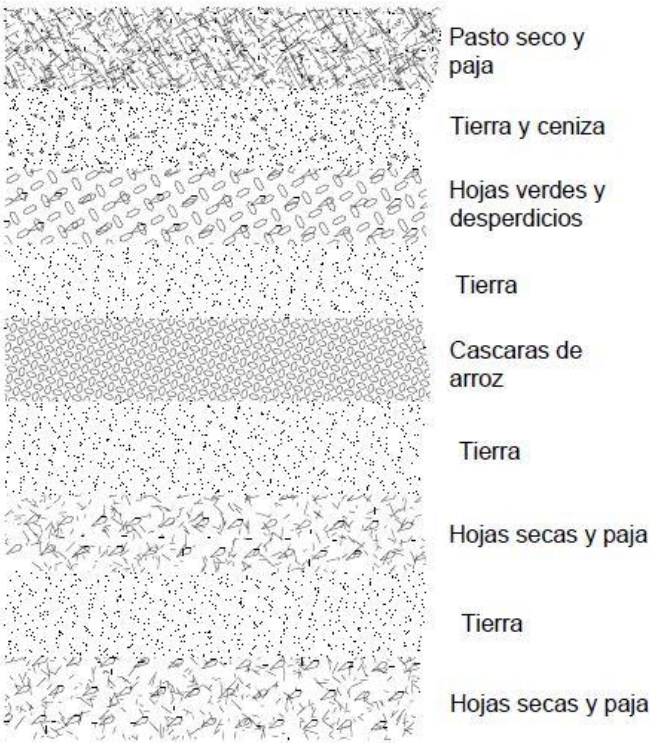 Pasto seco y
paja
Tierra y ceniza
Hojas verdes y
desperdicios
Tierra
Cascaras de
arroz
Tierra
Hojas secas y paja
Tierra
Hojas secas y paja